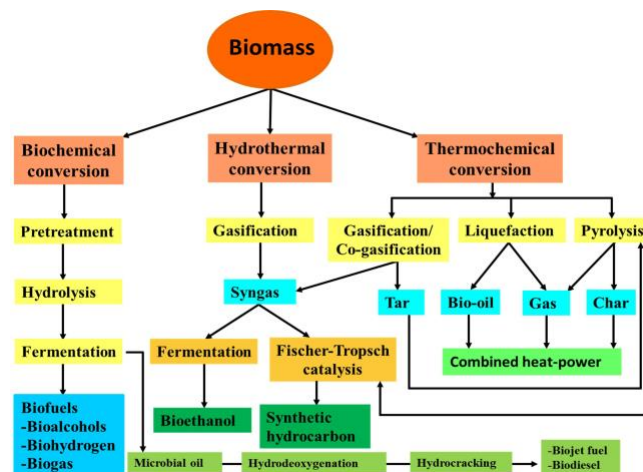 Biomass
Biochemical
conversion
Hydrothermal
conversion
Thermochemical
conversion
Pretreatment
Gasification
Gasification/
Co-gasification
Liquefaction
Pyrolysis
Hydrolysis
Syngas
Tar
Bio-oil
Gas
Char
Fermentation
Fermentation
Fischer-Tropsch
catalysis
Combined heat-power
Biofuels
-Bioalcohols
-Biohydrogen
-Biogas
Bioethanol
Synthetic
hydrocarbon
Microbial oil
Hydrodeoxygenation
Hydrocracking
-Biojet fuel
-Biodiesel